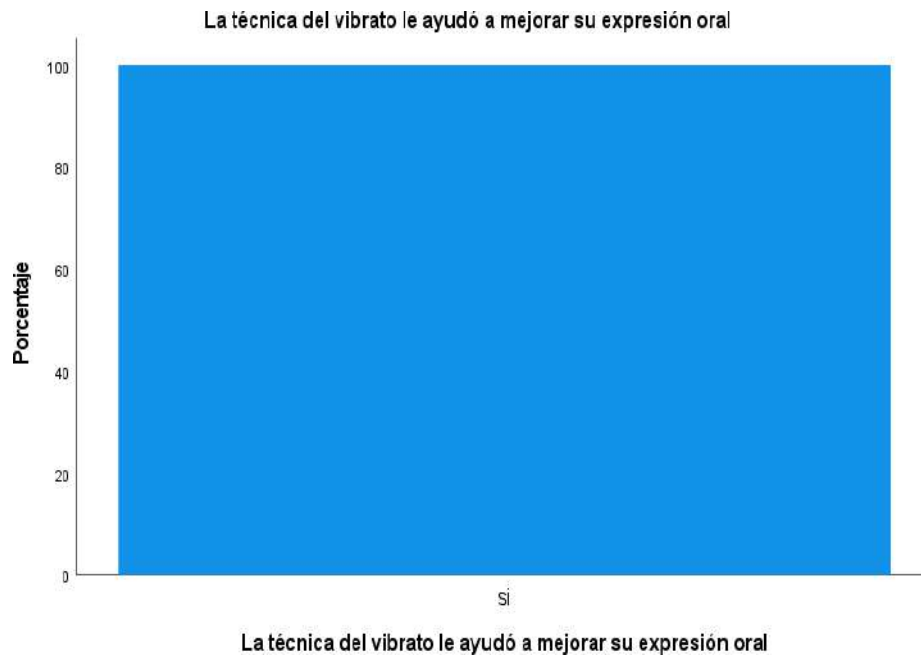 La técnica del vibrato le ayudó a mejorar su expresión oral
100
80
60
40
20
0
Porcentaje
si
La técnica del vibrato le ayudó a mejorar su expresión oral